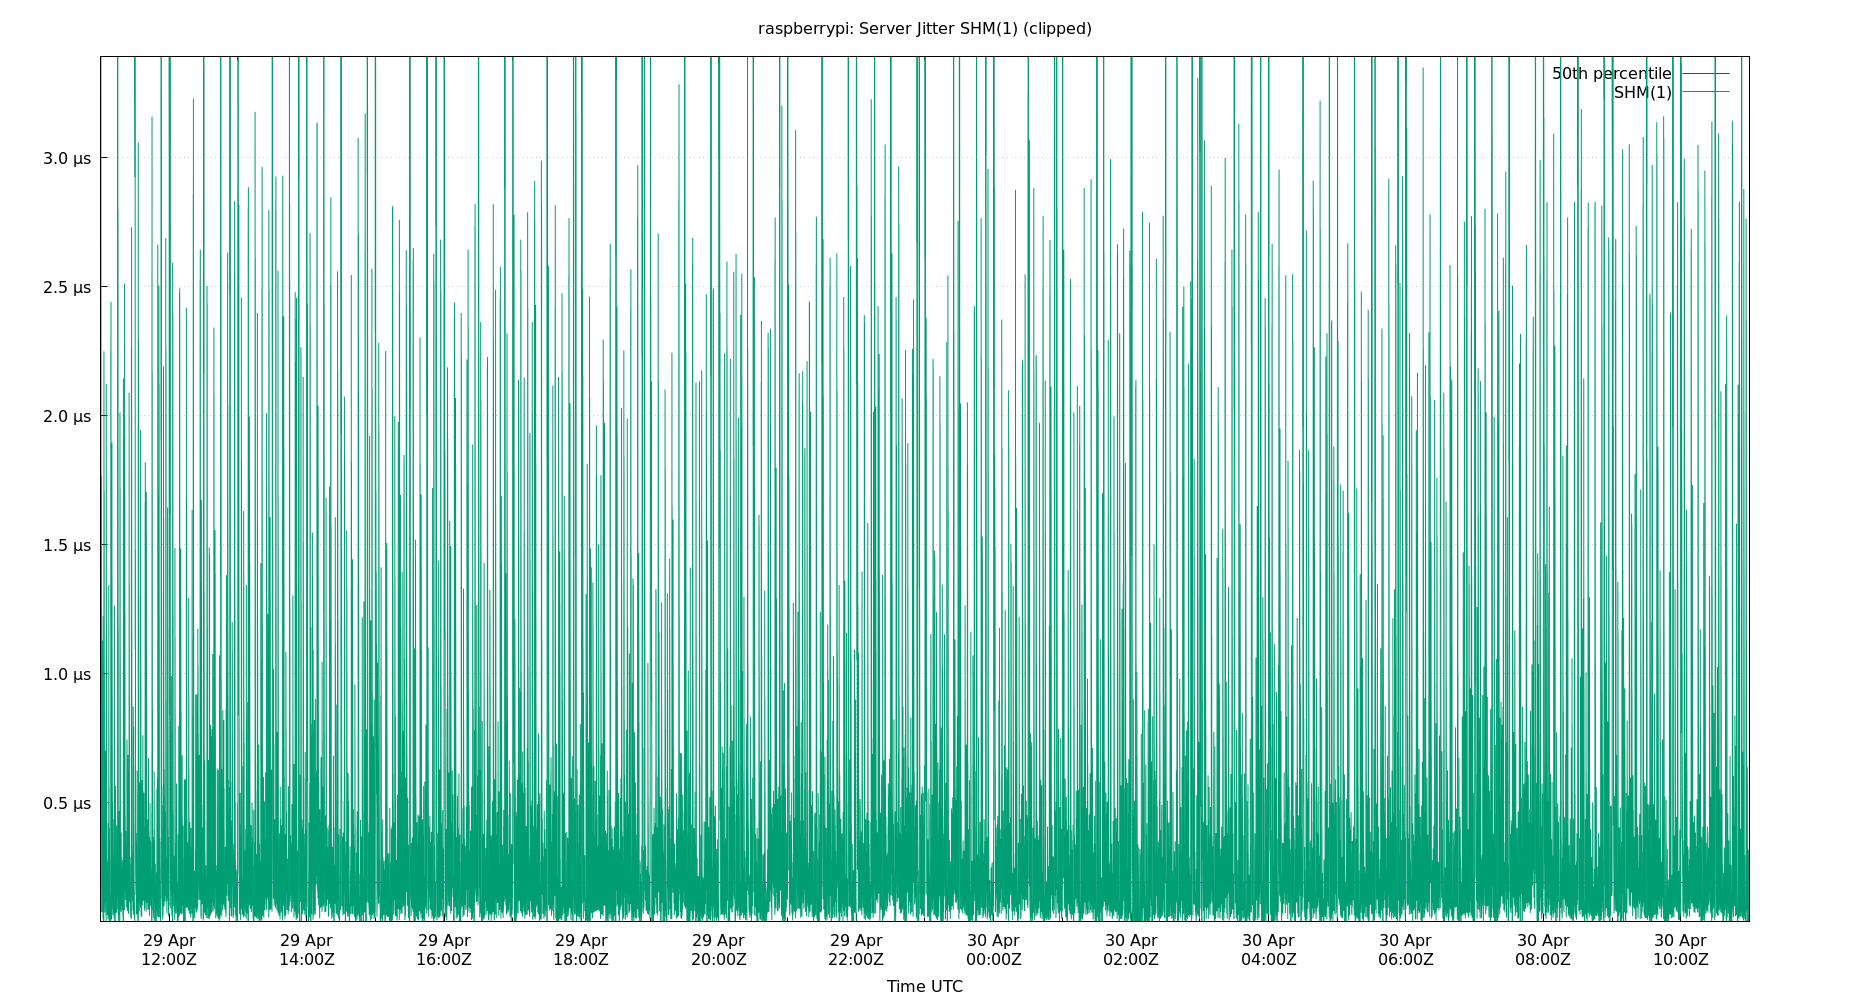 raspberrypi: Server Jitter SHM(1) (clipped)
50th percentile
SHM(1)
3.0 µs
2.5 µs
2.0 µs
1.5 µs
1.0 µs
0.5 µs
29 Apr 29 Apr 29 Apr 29 Apr 29 Apr 29 Apr 30 Apr 30 Apr 30 Apr 30 Apr 30 Apr 30 Apr
12:00Z 14:00Z 16:00Z 18:00Z 20:00Z 22:00Z 00:00Z 02:00Z 04:00Z 06:00Z 08:00Z 10:00Z
Time UTC